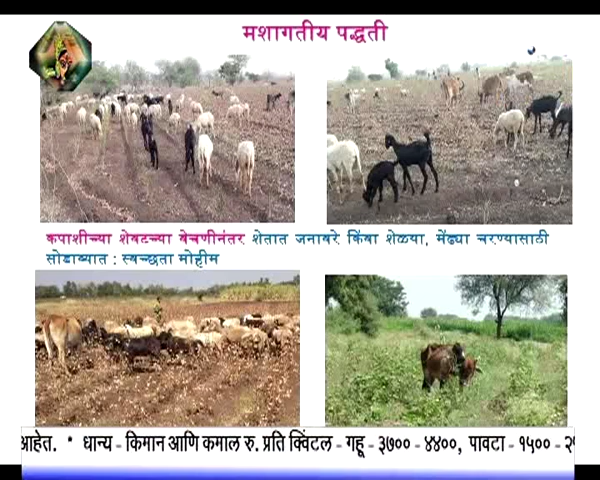 मशागतीय पद्धती
कपाशीच्या शेवटच्या वेचणीनंतर शेतात जनावरे किंवा शेळया, मेंढ्या चरण्यासाठी
सोडाव्यात : स्वच्छता मोहीम
आहेत. * धान्य - किमान आणि कमाल रु. प्रति क्विंटल - गहू - ३७०० - ४४००, पावटा - १५०० -